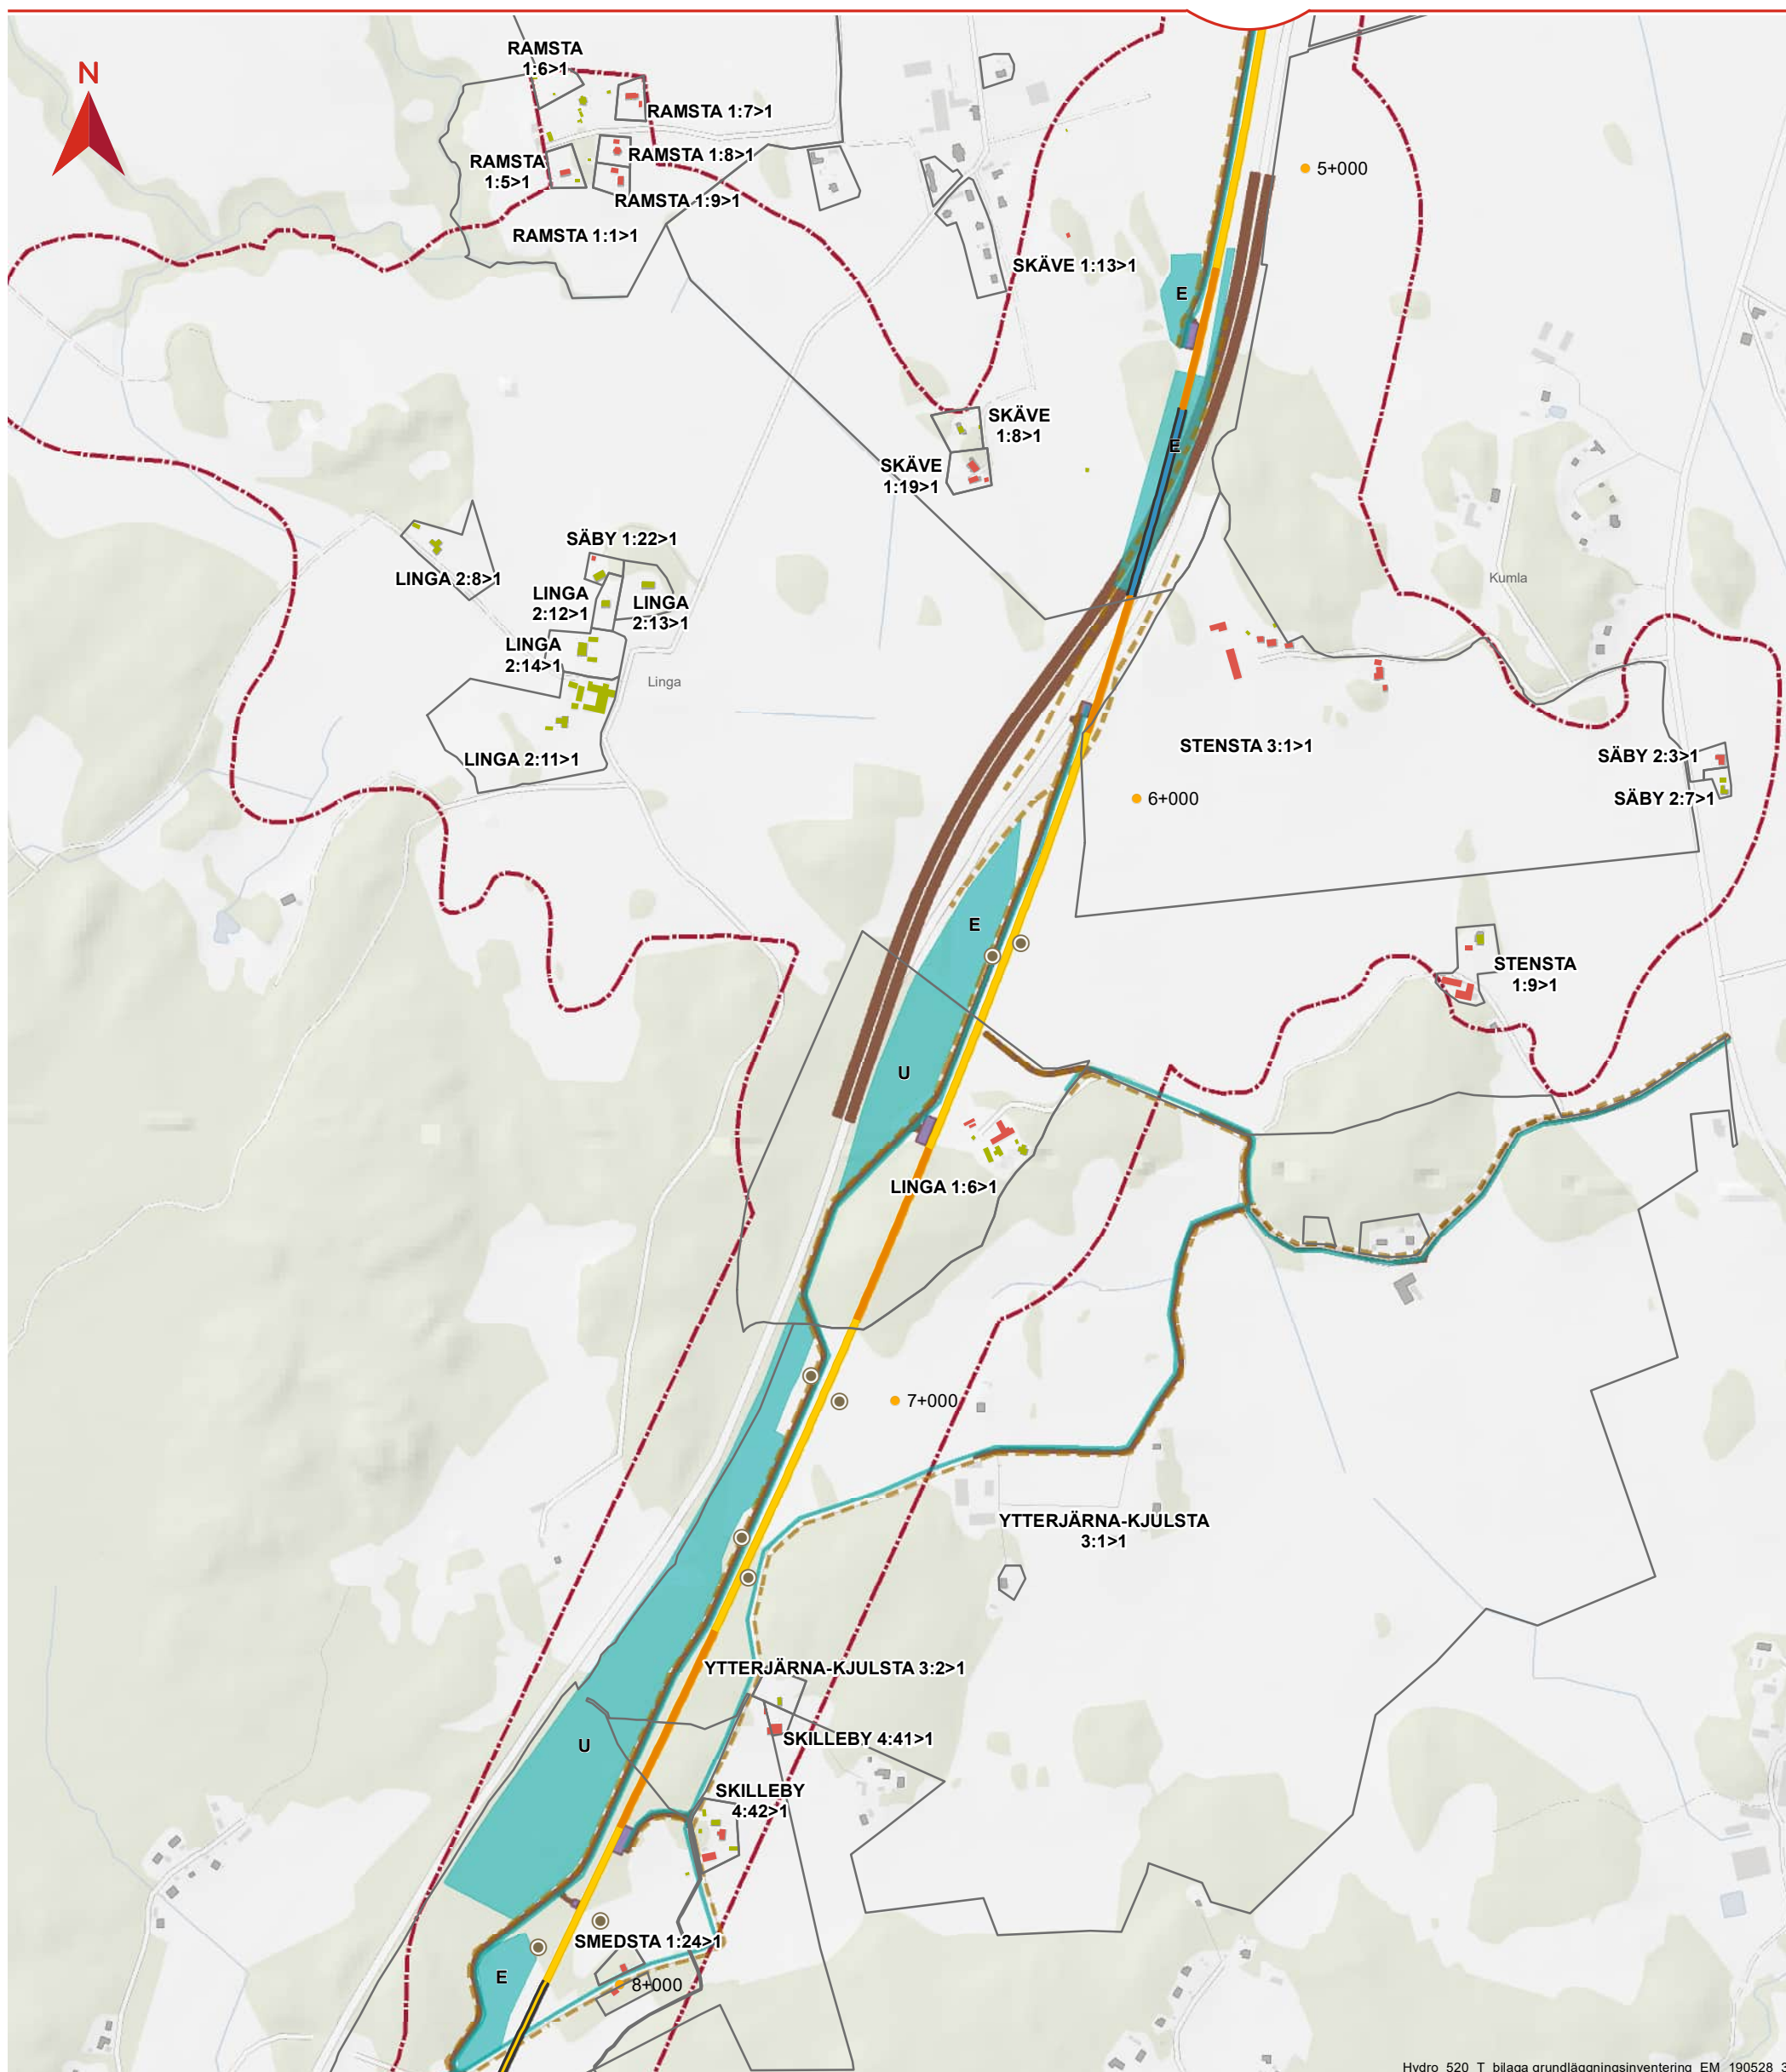 N
RAMSTA
1:6>1
RAMSTA 1:7>1
RAMSTA
1:5>1
RAMSTA 1:8>1
RAMSTA 1:9>1
RAMSTA 1:1>1
5+000
SKÄVE 1:13>1
E
SKÄVE
1:8>1
SKÄVE
1:19>1
E
SÄBY 1:22>1
LINGA 2:8>1
LINGA
2:12>1
LINGA
2:13>1
LINGA
2:14>1
Linga
Kumla
LINGA 2:11>1
STENSTA 3:1>1
SÄBY 2:3>1
SÄBY 2:7>1
6+000
E
STENSTA
1:9>1
U
LINGA 1:6>1
7+000
YTTERJÄRNA-KJULSTA
3:1>1
YTTERJÄRNA-KJULSTA 3:2>1
U
SKILLEBY 4:41>1
SKILLEBY
4:42>1
SMEDSTA 1:24>1
E
8+000